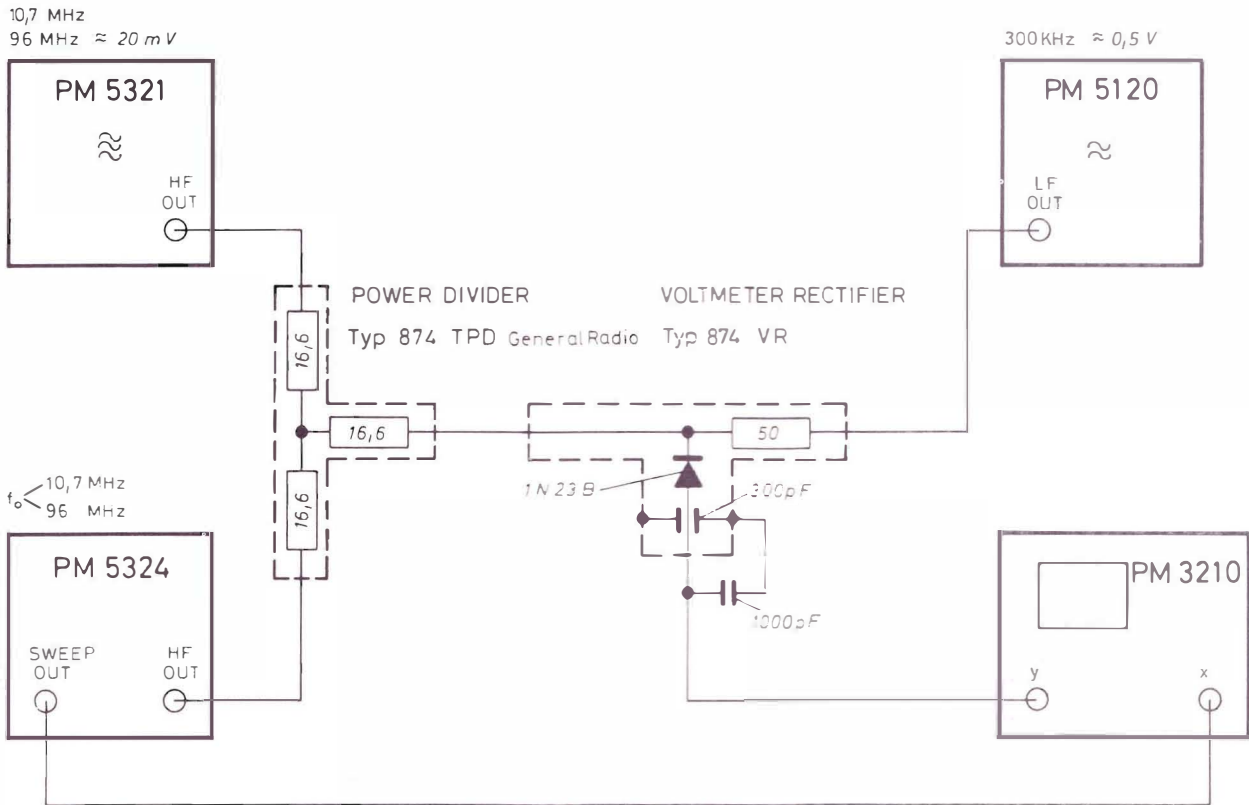 10,7 MHz
96 MHz ≈ 20 mV
PM 5321
HF
OUT
300 KHz ≈ 0,5 V
PM 5120
LF
OUT
POWER DIVIDER
Typ 874 TPD General Radio
VOLTMETER RECTIFIER
Typ 874 VR
16,6
16,6
16,6
50
1N23B
300pF
1000pF
fo
10,7 MHz
96 MHz
PM 5324
SWEEP
OUT
HF
OUT
PM 3210
y
x